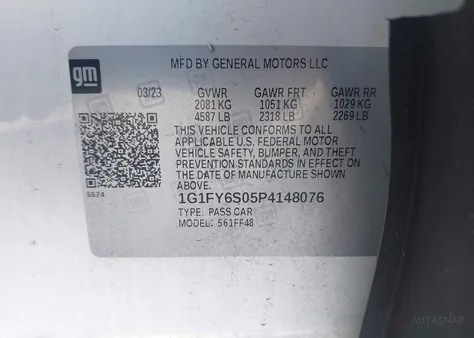 gm
MFD BY GENERAL MOTORS LLC
03/23 GVWR GAWR FRT GAWR RR
2081 KG 1051 KG 1029 KG
4587 LB 2318 LB 2269 LB
THIS VEHICLE CONFORMS TO ALL
APPLICABLE U.S. FEDERAL MOTOR
VEHICLE SAFETY, BUMPER, AND THEFT
PREVENTION STANDARDS IN EFFECT ON
THE DATE OF MANUFACTURE SHOWN
ABOVE.
S624
1G1FY6S05P4148076
TYPE: PASS CAR
MODEL: 561FF48
AUTASNAP